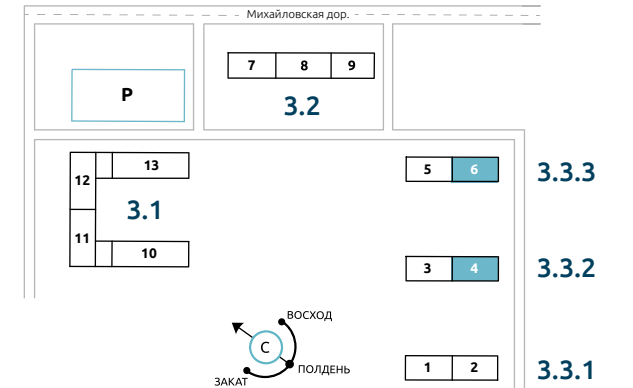 Михайловская дор.
7 8 9
P
3.2
13
12
5 6
3.3.3
3.1
11
10
3 4
3.3.2
ВОСХОД
С
ПОЛДЕНЬ
ЗАКАТ
1 2
3.3.1